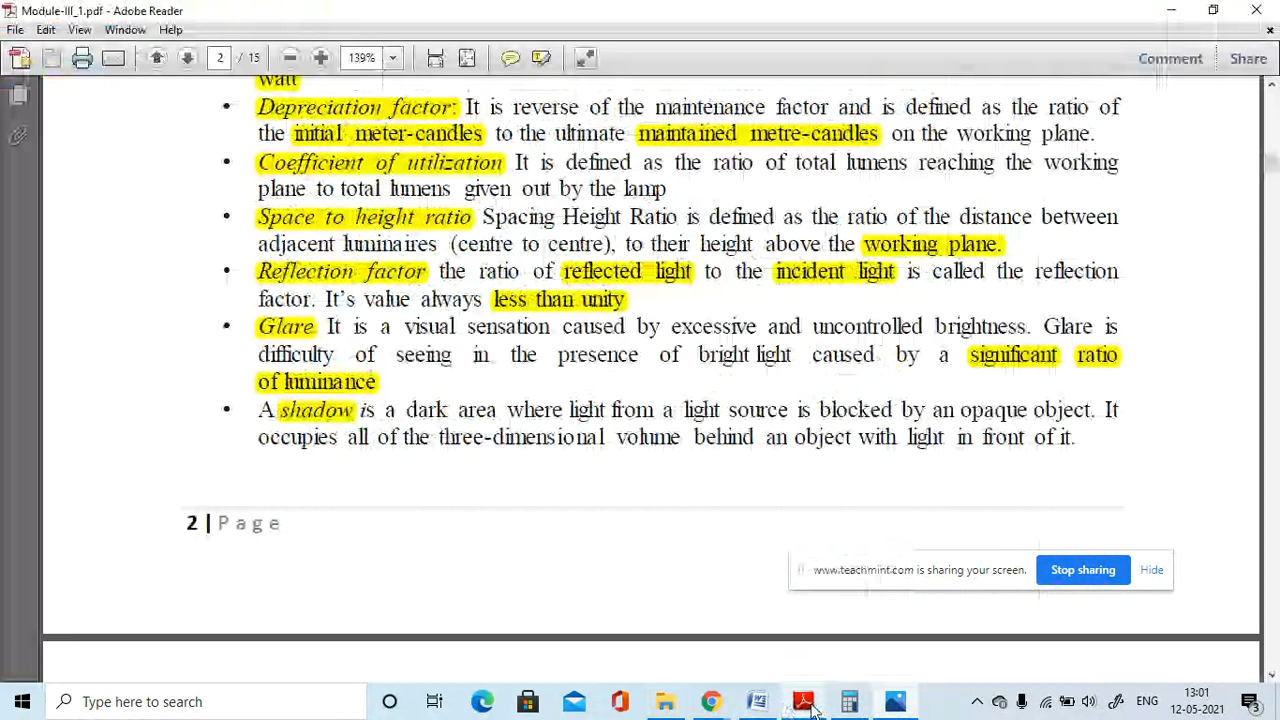 Module-III_1.pdf - Adobe Reader
File Edit View Window Help
2 / 15 139% Comment Share
watt
• Depreciation factor: It is reverse of the maintenance factor and is defined as the ratio of
the initial meter-candles to the ultimate maintained metre-candles on the working plane.
• Coefficient of utilization It is defined as the ratio of total lumens reaching the working
plane to total lumens given out by the lamp
• Space to height ratio Spacing Height Ratio is defined as the ratio of the distance between
adjacent luminaires (centre to centre), to their height above the working plane.
• Reflection factor the ratio of reflected light to the incident light is called the reflection
factor. It's value always less than unity
• Glare It is a visual sensation caused by excessive and uncontrolled brightness. Glare is
difficulty of seeing in the presence of bright light caused by a significant ratio
of luminance
• A shadow is a dark area where light from a light source is blocked by an opaque object. It
occupies all of the three-dimensional volume behind an object with light in front of it.
2 | Page
www.teachmint.com is sharing your screen. Stop sharing Hide
Type here to search
ENG
13:01
12-05-2021
3